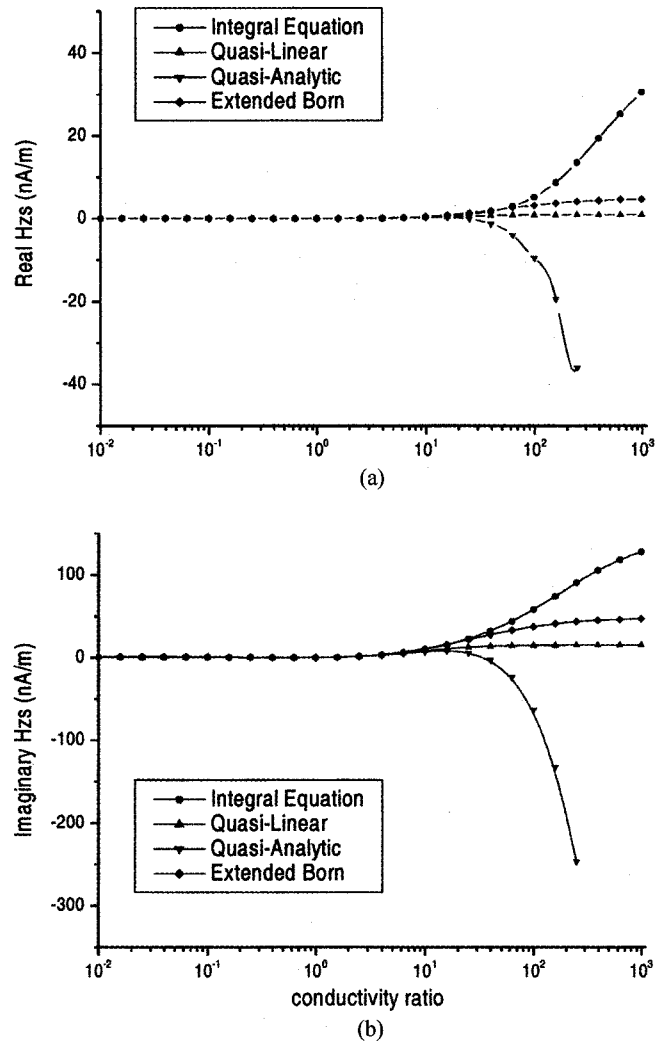 Integral Equation
Quasi-Linear
Quasi-Analytic
Extended Born
Real Hzs (nA/m)
40
20
0
-20
-40
10⁻² 10⁻¹ 10⁰ 10¹ 10² 10³
(a)
Imaginary Hzs (nA/m)
100
0
-100
-200
-300
Integral Equation
Quasi-Linear
Quasi-Analytic
Extended Born
10⁻² 10⁻¹ 10⁰ 10¹ 10² 10³
conductivity ratio
(b)